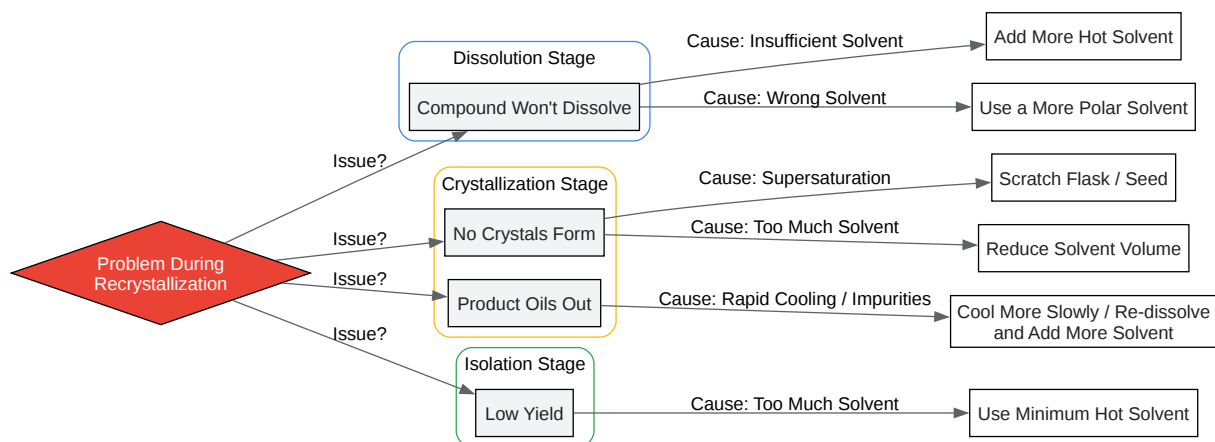 Problem During
Recrystallization
Issue?
Issue?
Issue?
Issue?
Dissolution Stage
Compound Won't Dissolve
Cause: Insufficient Solvent
Add More Hot Solvent
Cause: Wrong Solvent
Use a More Polar Solvent
Crystallization Stage
No Crystals Form
Cause: Supersaturation
Scratch Flask / Seed
Cause: Too Much Solvent
Reduce Solvent Volume
Product Oils Out
Cause: Rapid Cooling / Impurities
Cool More Slowly / Re-dissolve
and Add More Solvent
Isolation Stage
Low Yield
Cause: Too Much Solvent
Use Minimum Hot Solvent